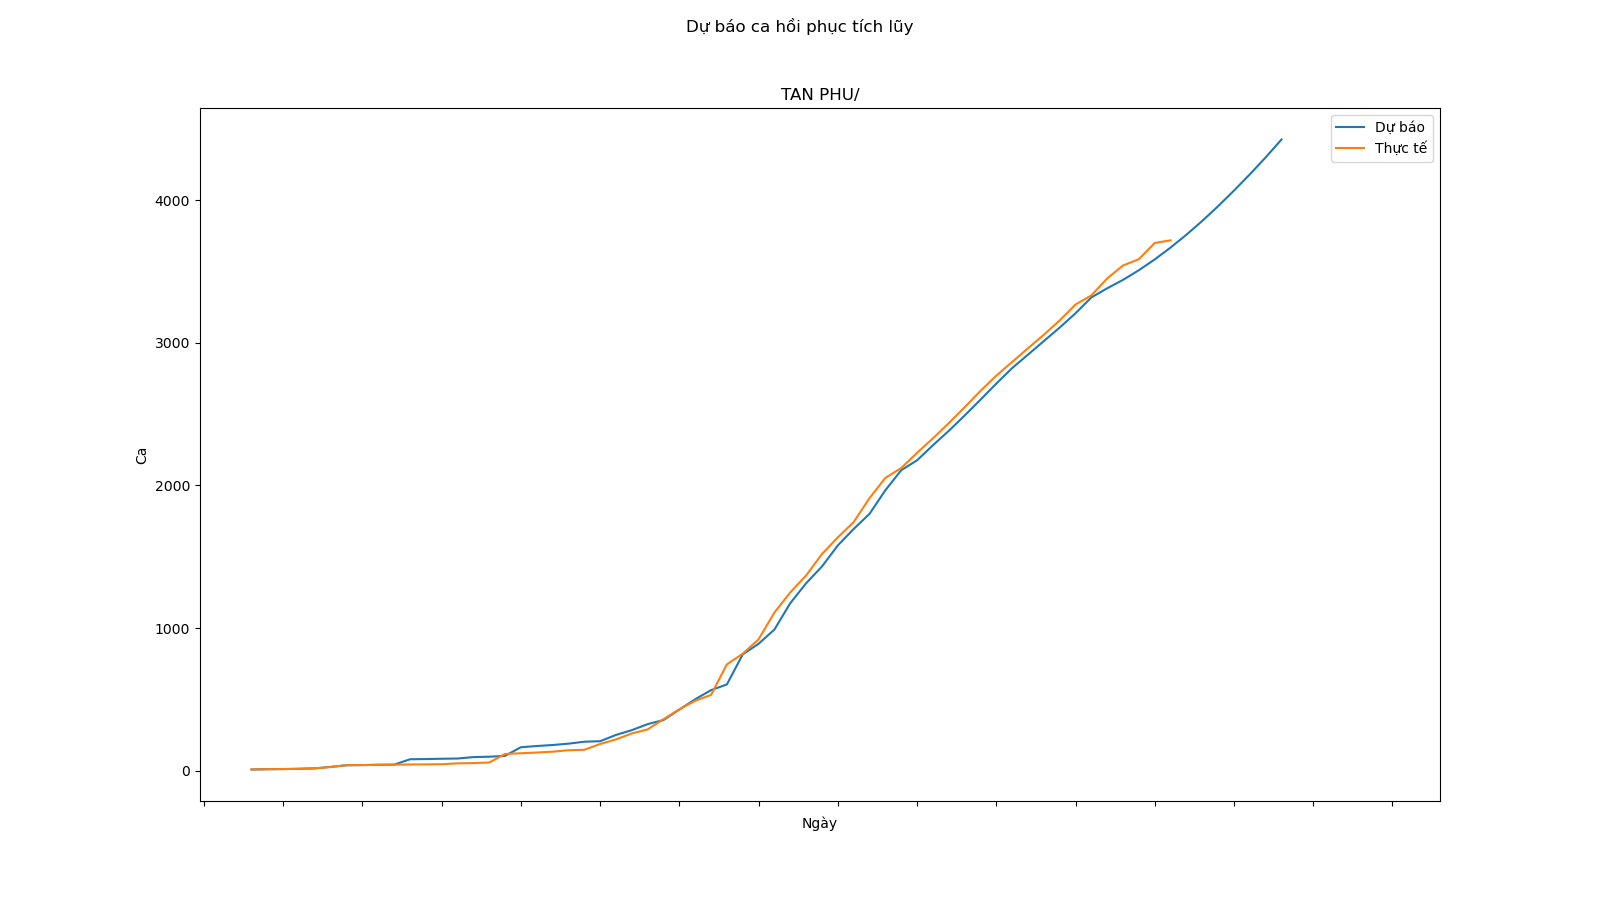 Dự báo ca hồi phục tích lũy
TAN PHU/
Dự báo
Thực tế
4000
3000
2000
1000
0
Ca
Ngày